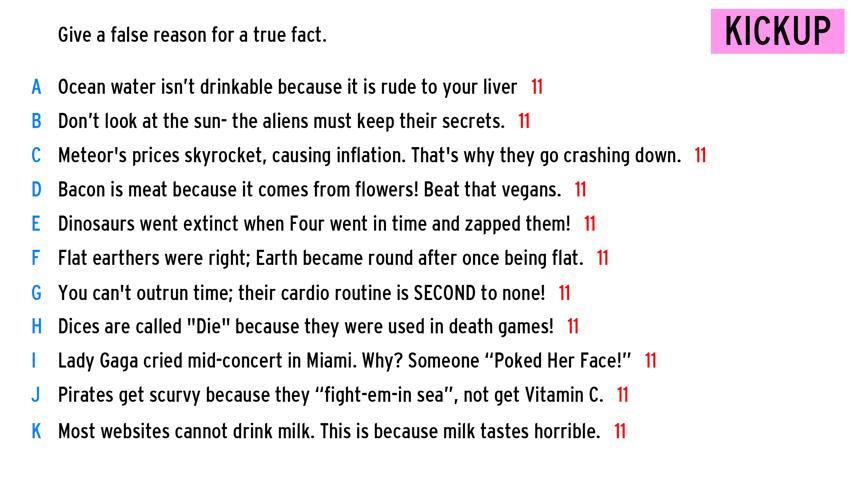 Give a false reason for a true fact.
KICKUP
A Ocean water isn't drinkable because it is rude to your liver 11
B Don't look at the sun- the aliens must keep their secrets. 11
C Meteor's prices skyrocket, causing inflation. That's why they go crashing down. 11
D Bacon is meat because it comes from flowers! Beat that vegans. 11
E Dinosaurs went extinct when Four went in time and zapped them! 11
F Flat earthers were right; Earth became round after once being flat. 11
G You can't outrun time; their cardio routine is SECOND to none! 11
H Dices are called "Die" because they were used in death games! 11
I Lady Gaga cried mid-concert in Miami. Why? Someone “Poked Her Face!” 11
J Pirates get scurvy because they “fight-em-in sea”, not get Vitamin C. 11
K Most websites cannot drink milk. This is because milk tastes horrible. 11